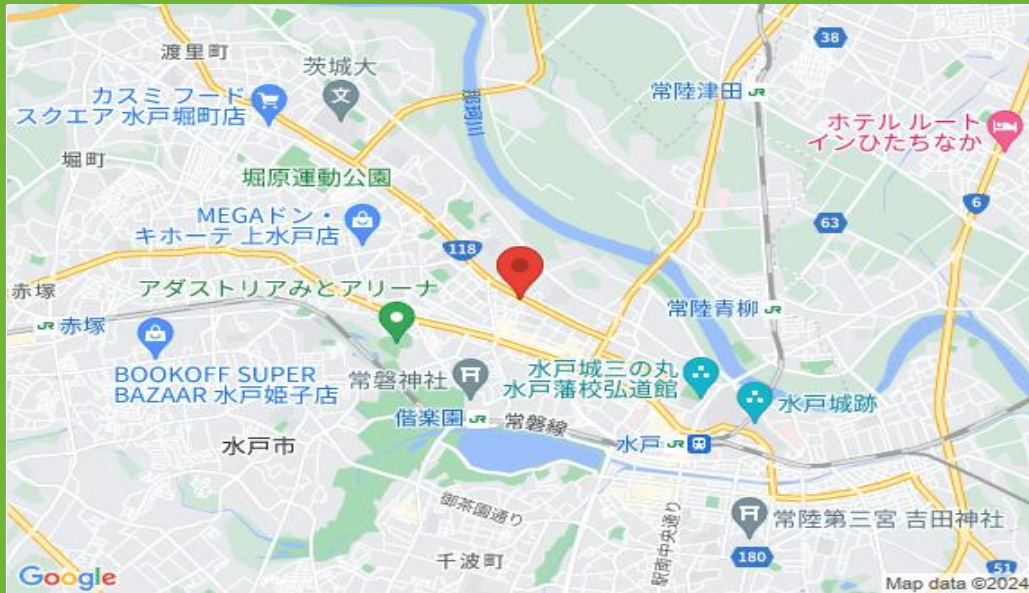 渡里町
茨城大
カスミ フード
スクエア 水戸堀町店
堀町
堀原運動公園
MEGAドン・
キホーテ 上水戸店
118
那珂川
38
常陸津田 JR
ホテル ルート
インひたちなか
6
63
赤塚
JR 赤塚
アダストリアみとアリーナ
常陸青柳 JR
BOOKOFF SUPER
BAZAAR 水戸姫子店
常磐神社
水戸城三の丸
水戸藩校弘道館
水戸城跡
偕楽園 JR
常磐線
水戸 JR
水戸市
御茶園通り
千波町
駅南中央通り
常陸第三宮 吉田神社
180
51
Google
Map data ©2024